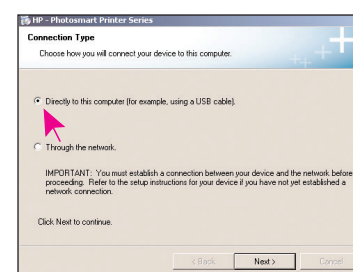 HP - Photosmart Printer Series
Connection Type
Choose how you will connect your device to this computer.
Directly to this computer (for example, using a USB cable).
Through the network.
IMPORTANT: You must establish a connection between your device and the network before
proceeding. Refer to the setup instructions for your device if you have not yet established a
network connection.
Click Next to continue.
< Back Next > Cancel